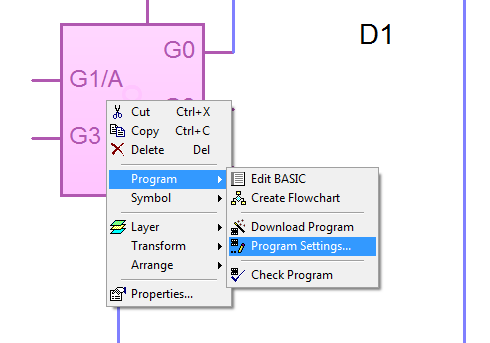 D1
G0
G1/A
G3
Cut Ctrl+X
Copy Ctrl+C
Delete Del
Program
Symbol
Layer
Transform
Arrange
Properties...
Edit BASIC
Create Flowchart
Download Program
Program Settings...
Check Program